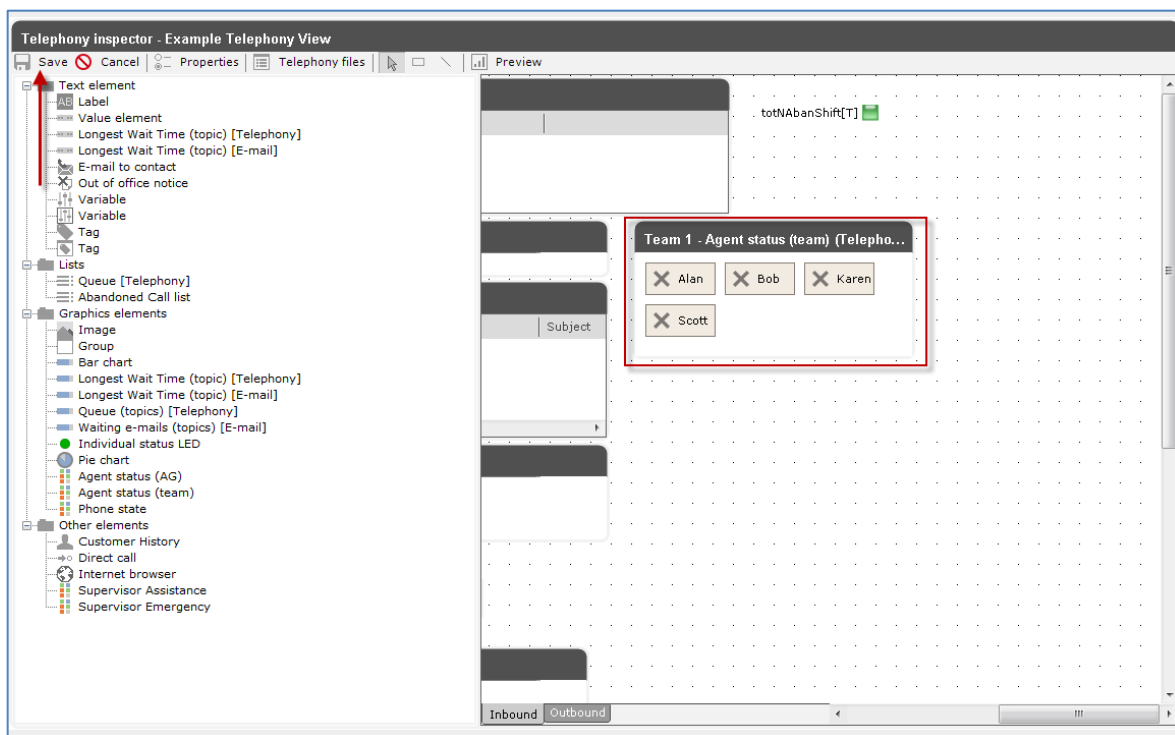 Telephony inspector - Example Telephony View
Save Cancel Properties Telephony files Preview
Text element
AB Label
Value element
Longest Wait Time (topic) [Telephony]
Longest Wait Time (topic) [E-mail]
E-mail to contact
Out of office notice
Variable
Variable
Tag
Tag
Lists
Queue [Telephony]
Abandoned Call list
Graphics elements
Image
Group
Bar chart
Longest Wait Time (topic) [Telephony]
Longest Wait Time (topic) [E-mail]
Queue (topics) [Telephony]
Waiting e-mails (topics) [E-mail]
Individual status LED
Pie chart
Agent status (AG)
Agent status (team)
Phone state
Other elements
Customer History
Direct call
Internet browser
Supervisor Assistance
Supervisor Emergency
totNAbanShift[T]
Team 1 - Agent status (team) (Telepho...
Alan Bob Karen
Scott
Subject
Inbound Outbound